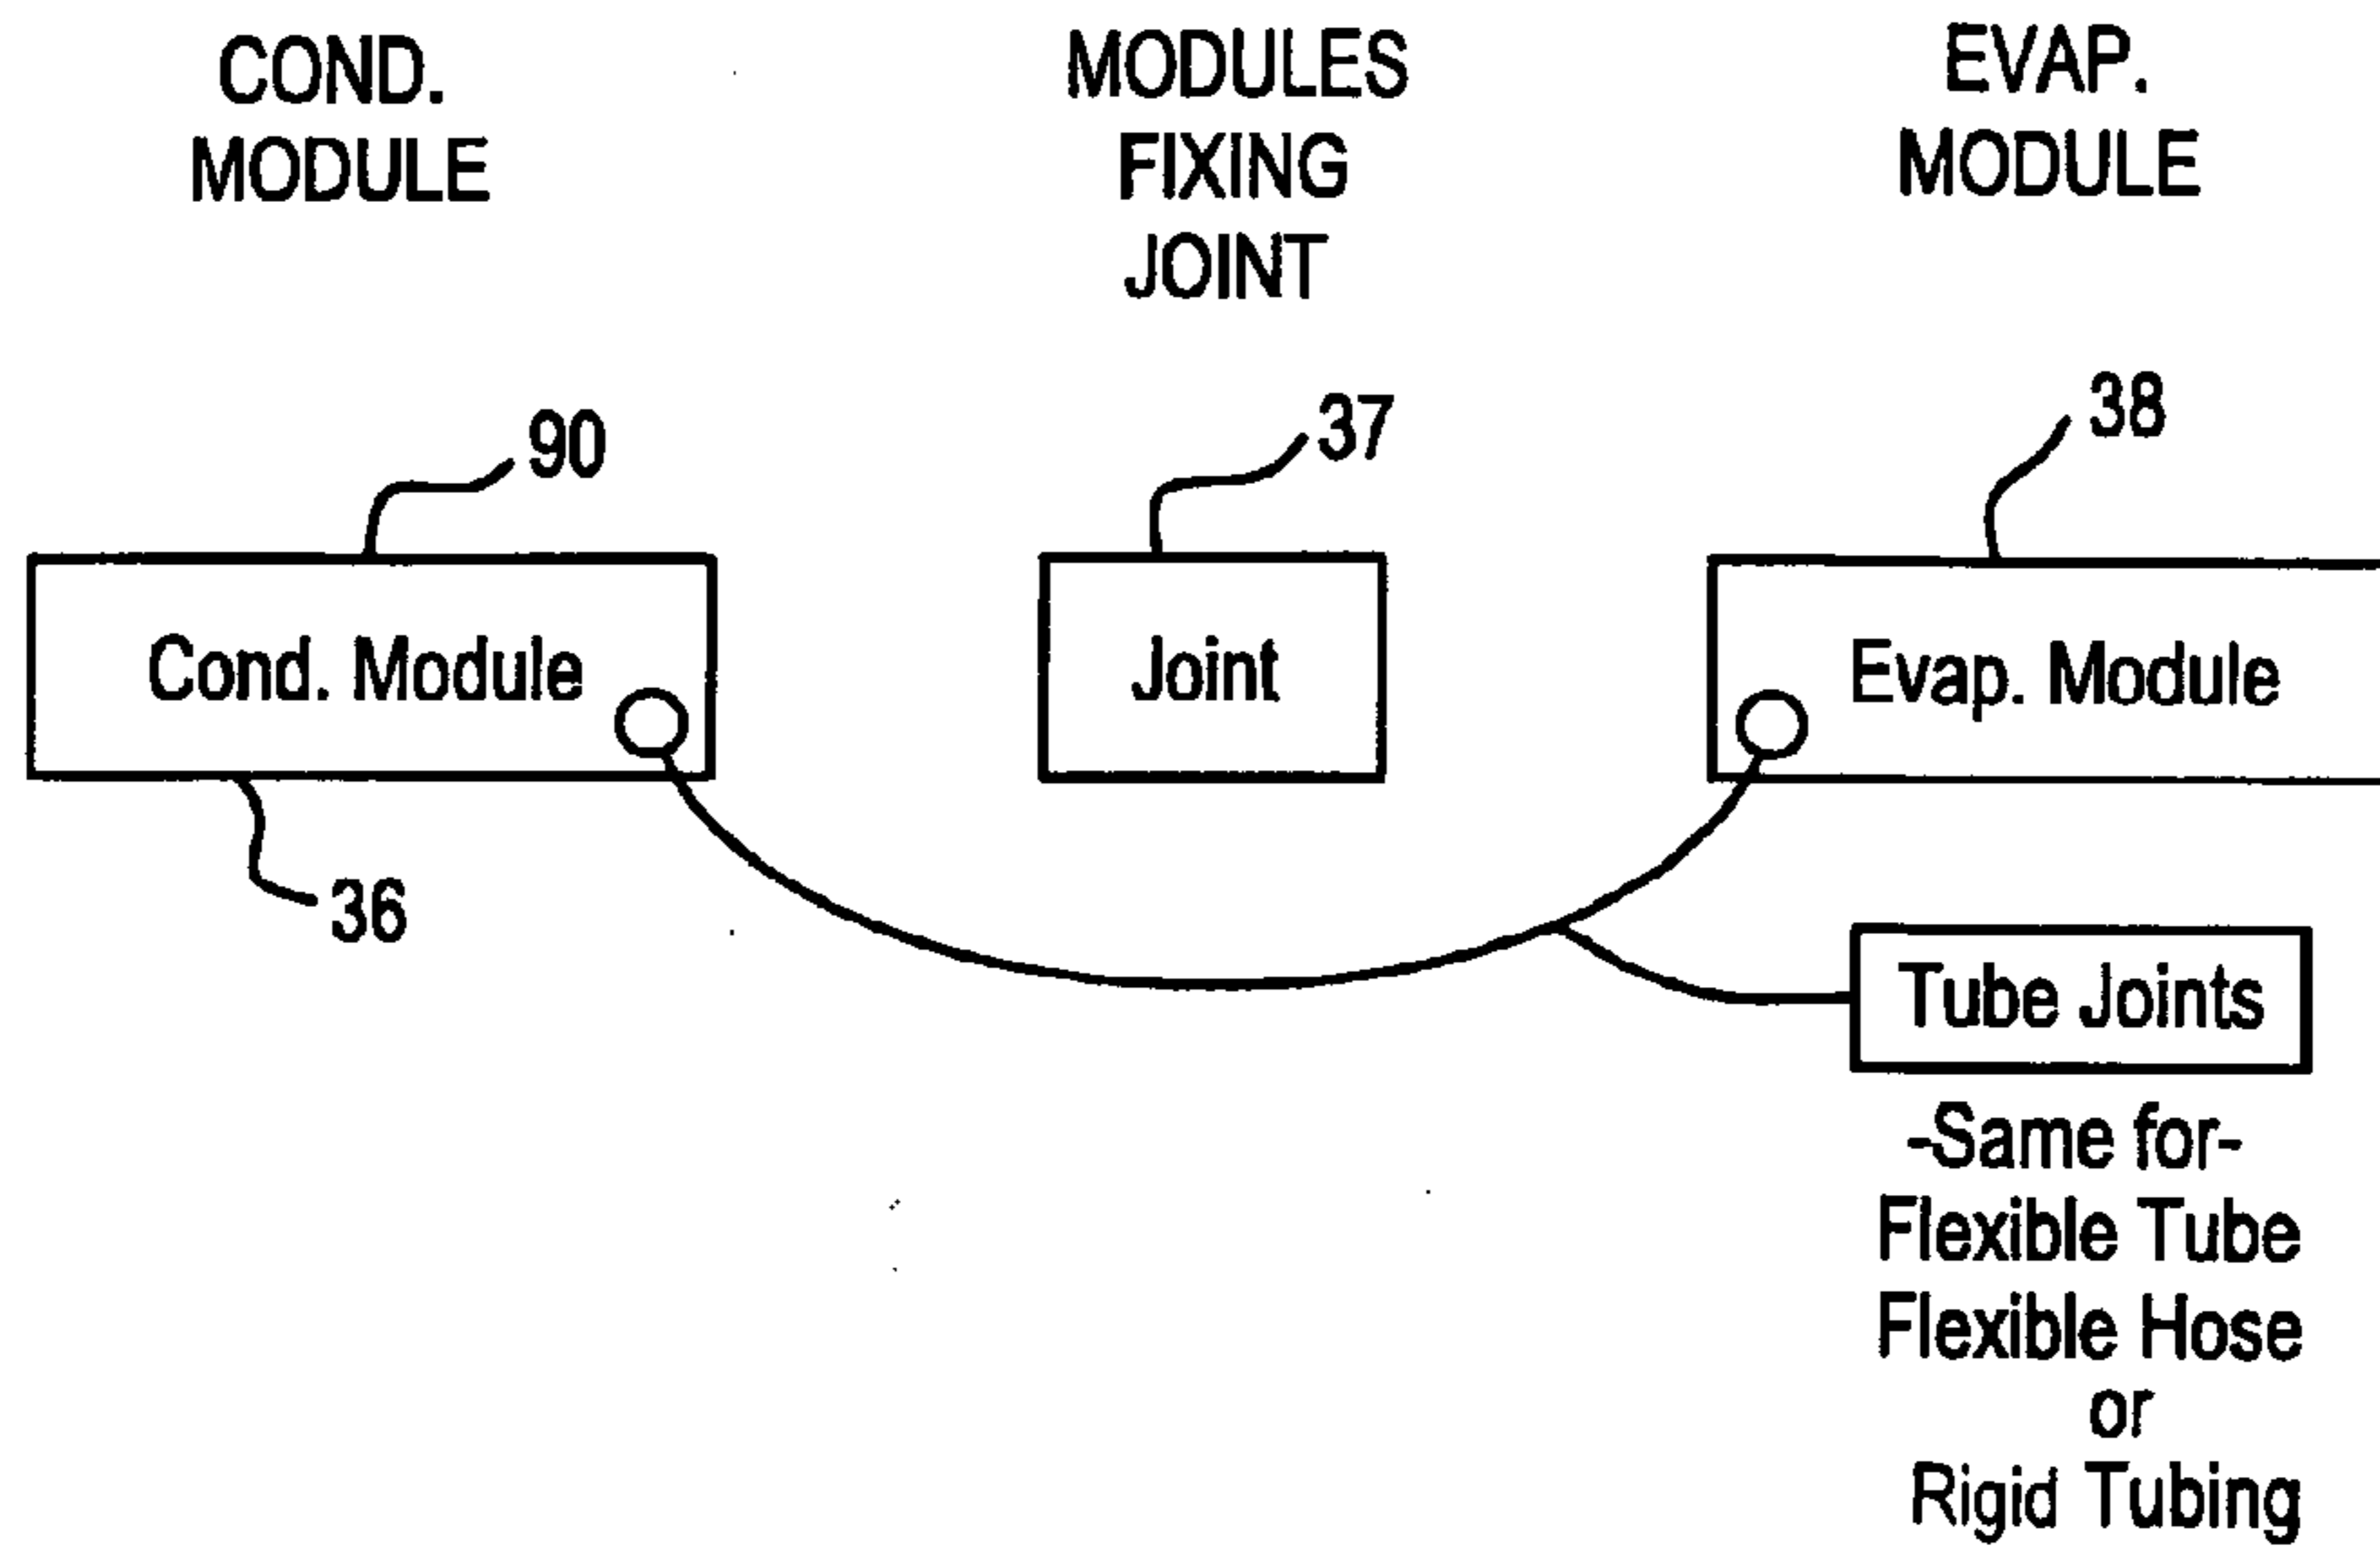 COND.
MODULE
MODULES
FIXING
JOINT
EVAP.
MODULE
90
37
38
Cond. Module
Joint
Evap. Module
36
Tube Joints
-Same for-
Flexible Tube
Flexible Hose
or
Rigid Tubing